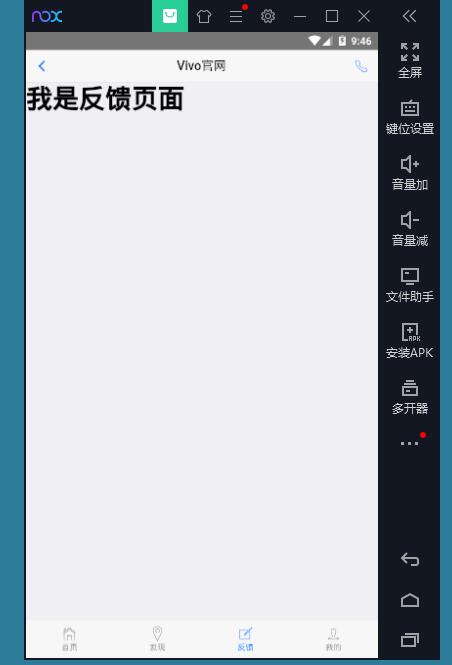 nox
9:46
Vivo官网
我是反馈页面
首页
发现
反馈
我的
全屏
键位设置
音量加
音量减
文件助手
APK
安装APK
多开器